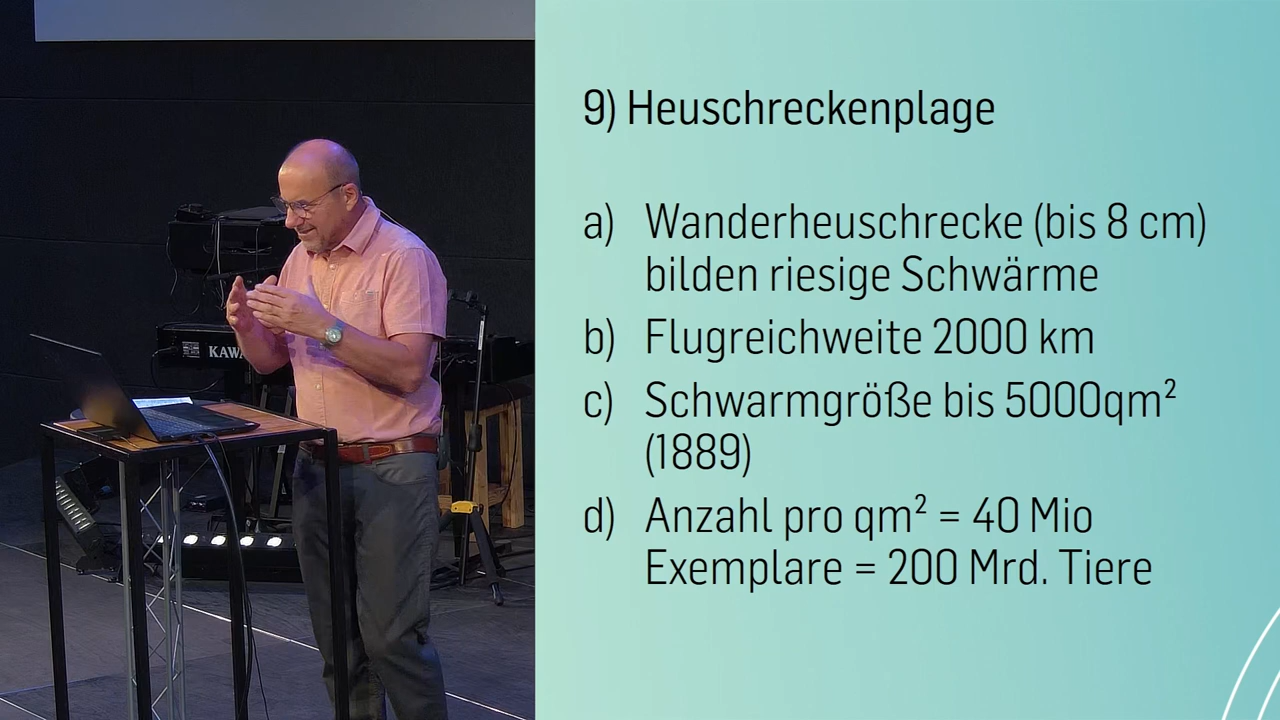 9) Heuschreckenplage
a) Wanderheuschrecke (bis 8 cm)
bilden riesige Schwärme
b) Flugreichweite 2000 km
c) Schwarmgröße bis 5000qm²
(1889)
d) Anzahl pro qm² = 40 Mio
Exemplare = 200 Mrd. Tiere
KAWA